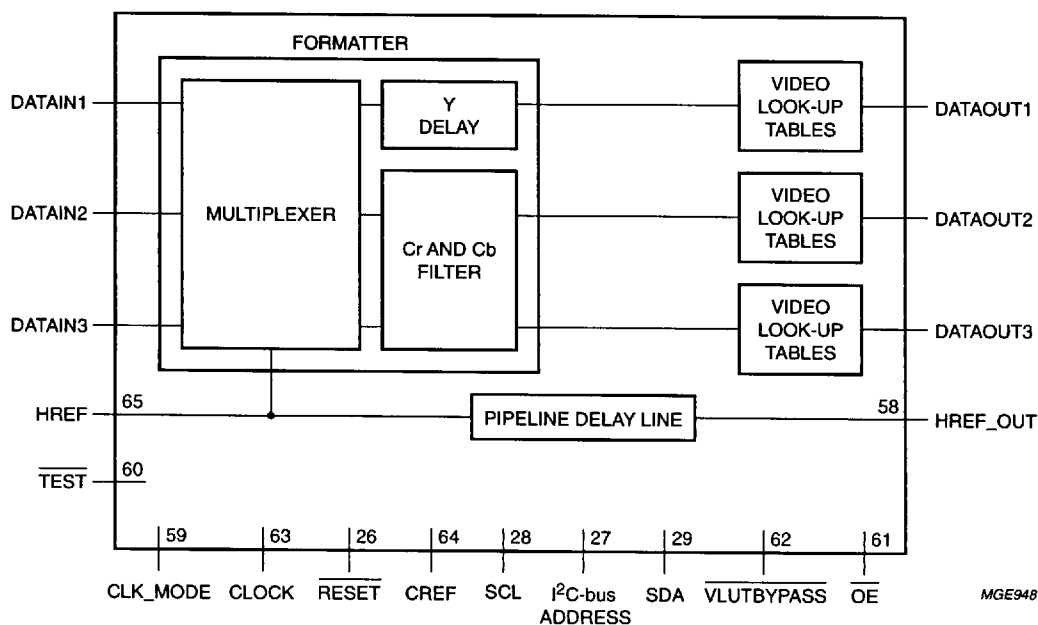 FORMATTER
DATAIN1
DATAIN2
DATAIN3
MULTIPLEXER
Y
DELAY
Cr AND Cb
FILTER
VIDEO
LOOK-UP
TABLES
DATAOUT1
VIDEO
LOOK-UP
TABLES
DATAOUT2
VIDEO
LOOK-UP
TABLES
DATAOUT3
HREF
65
PIPELINE DELAY LINE
58
HREF_OUT
TEST
60
59
63
26
64
28
27
29
62
61
CLK_MODE
CLOCK
RESET
CREF
SCL
I²C-bus
ADDRESS
SDA
VLUTBYPASS
OE
MGE948